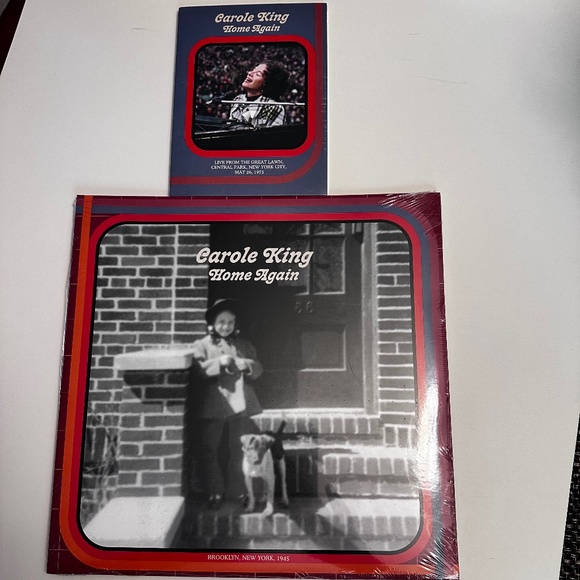 Carole King
Home Again
LIVE FROM THE GREAT LAWN,
CENTRAL PARK, NEW YORK CITY,
MAY 26, 1973
Carole King
Home Again
BROOKLYN, NEW YORK, 1945